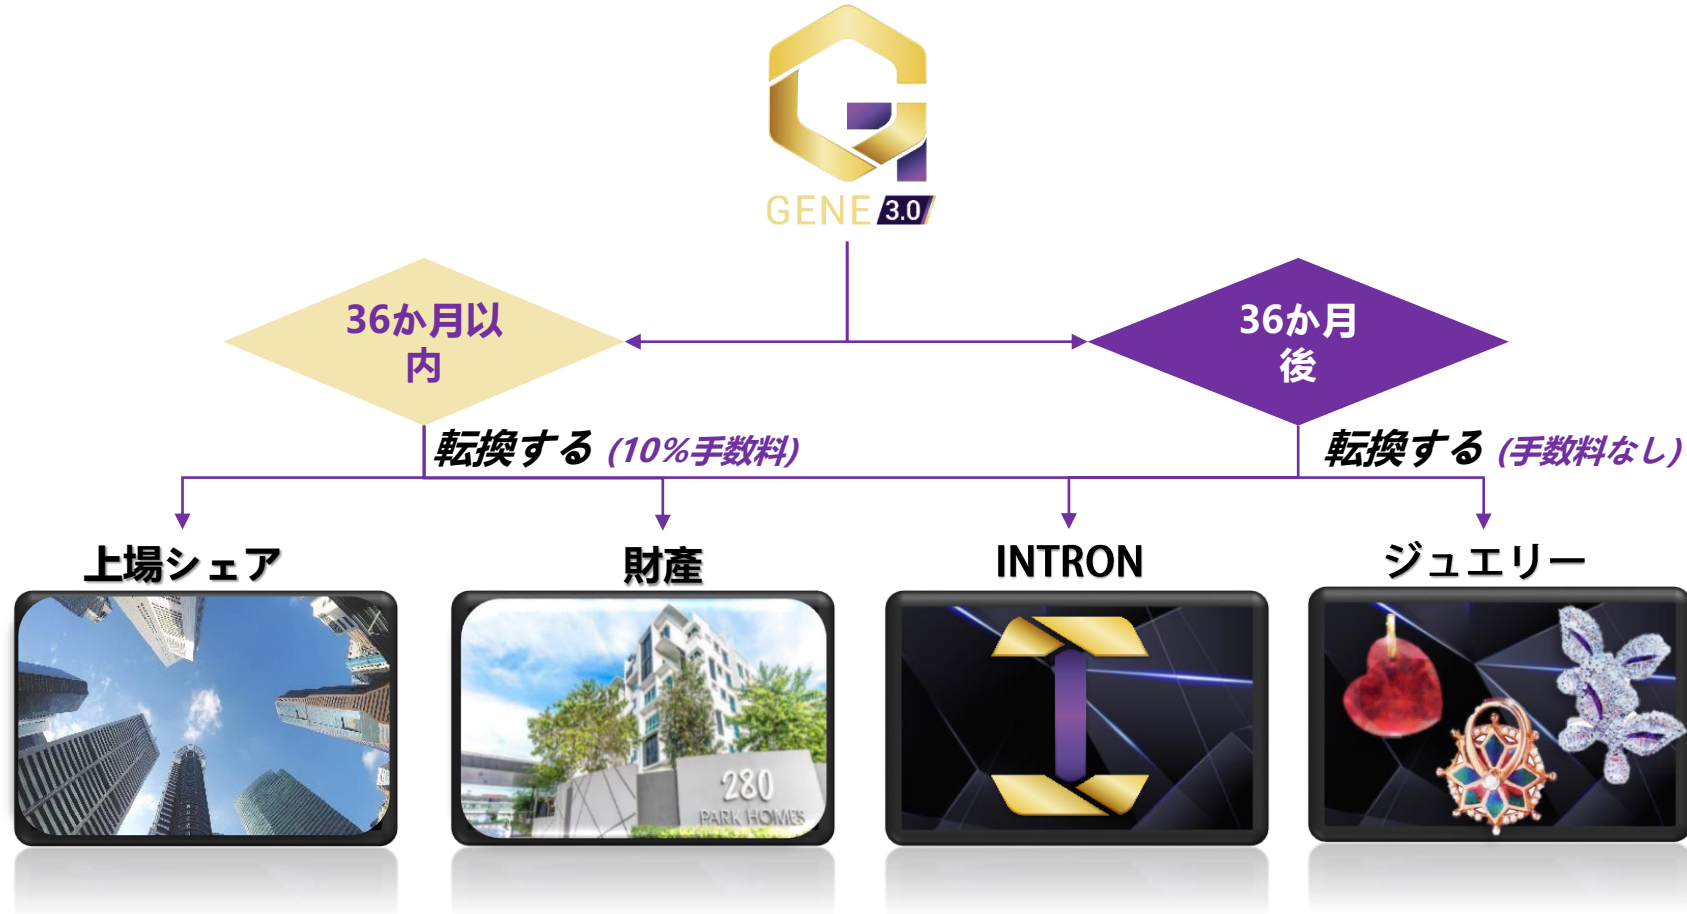 GENE 3.0
36か月以
内
36か月
後
転換する (10%手数料)
転換する (手数料なし)
上場シェア
財產
INTRON
ジュエリー
280
PARK HOMES